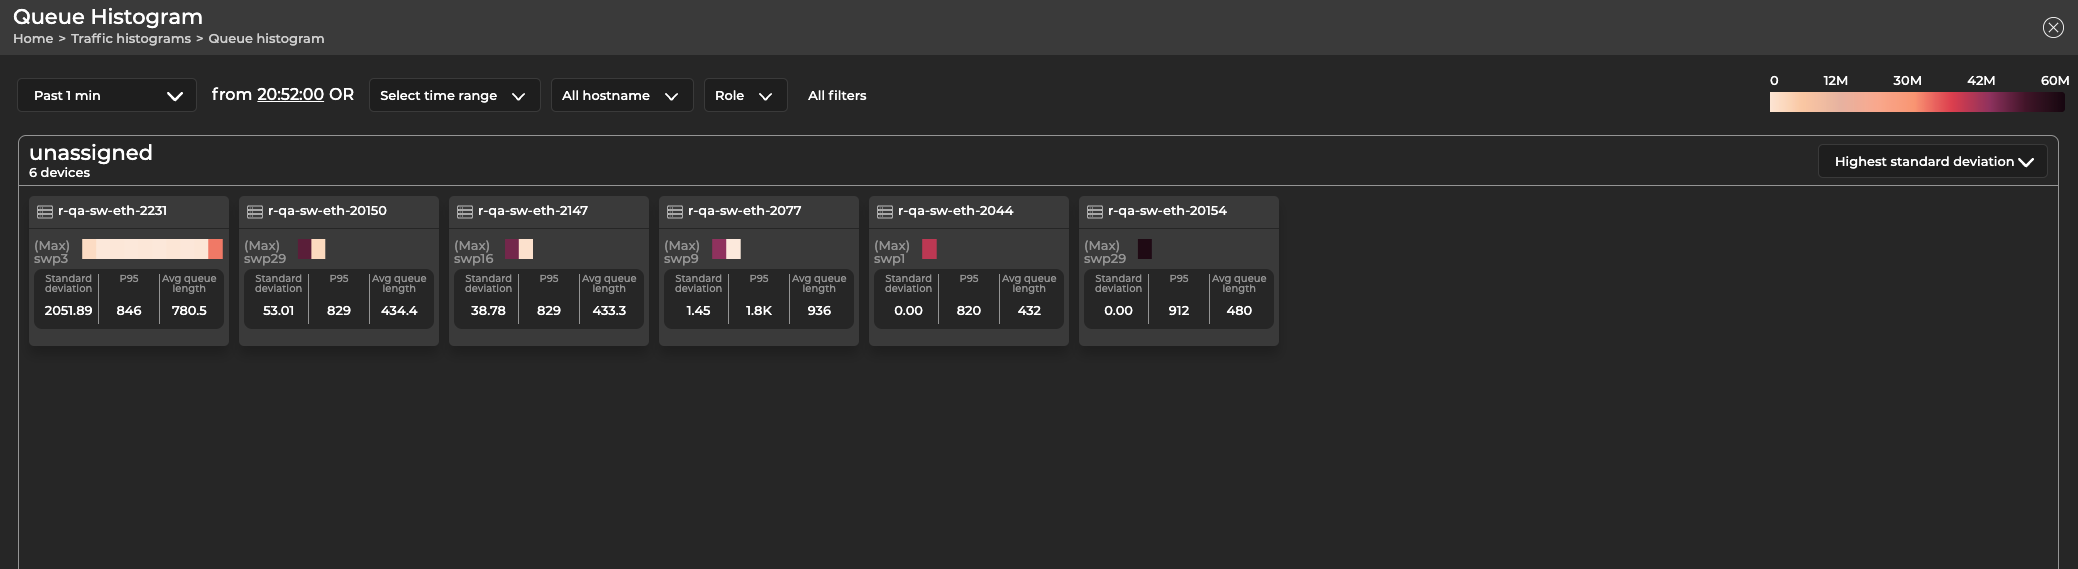 Queue Histogram
Home > Traffic histograms > Queue histogram
Past 1 min from 20:52:00 OR Select time range All hostname Role All filters
0 12M 30M 42M 60M
unassigned
6 devices
Highest standard deviation
r-qa-sw-eth-2231
(Max)
swp3
Standard deviation P95 Avg queue length
2051.89 846 780.5
r-qa-sw-eth-20150
(Max)
swp29
Standard deviation P95 Avg queue length
53.01 829 434.4
r-qa-sw-eth-2147
(Max)
swp16
Standard deviation P95 Avg queue length
38.78 829 433.3
r-qa-sw-eth-2077
(Max)
swp9
Standard deviation P95 Avg queue length
1.45 1.8K 936
r-qa-sw-eth-2044
(Max)
swp1
Standard deviation P95 Avg queue length
0.00 820 432
r-qa-sw-eth-20154
(Max)
swp29
Standard deviation P95 Avg queue length
0.00 912 480